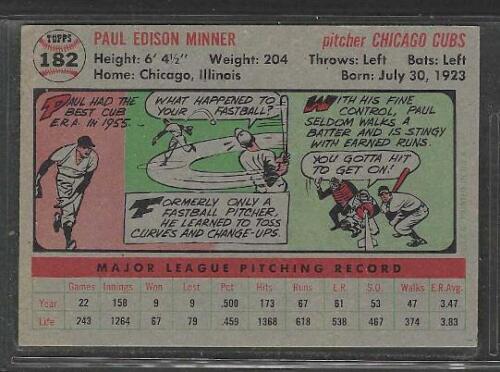 TOPPS
182
PAUL EDISON MINNER
pitcher CHICAGO CUBS
Height: 6' 4½" Weight: 204 Throws: Left Bats: Left
Home: Chicago, Illinois Born: July 30, 1923
PAUL HAD THE
BEST CUB
E.R.A. IN 1955.
WHAT HAPPENED TO
YOUR FASTBALL?
FORMERLY ONLY A
FASTBALL PITCHER,
HE LEARNED TO TOSS
CURVES AND CHANGE-UPS.
WITH HIS FINE
CONTROL, PAUL
SELDOM WALKS A
BATTER AND IS STINGY
WITH EARNED RUNS.
YOU GOTTA HIT
TO GET ON!
MAJOR LEAGUE PITCHING RECORD
Games Innings Won Lost Pct. Hits Runs E.R. S.O. Walks E.R.Avg.
Year 22 158 9 9 .500 173 67 61 53 47 3.47
Life 243 1264 67 79 .459 1368 618 538 467 374 3.83